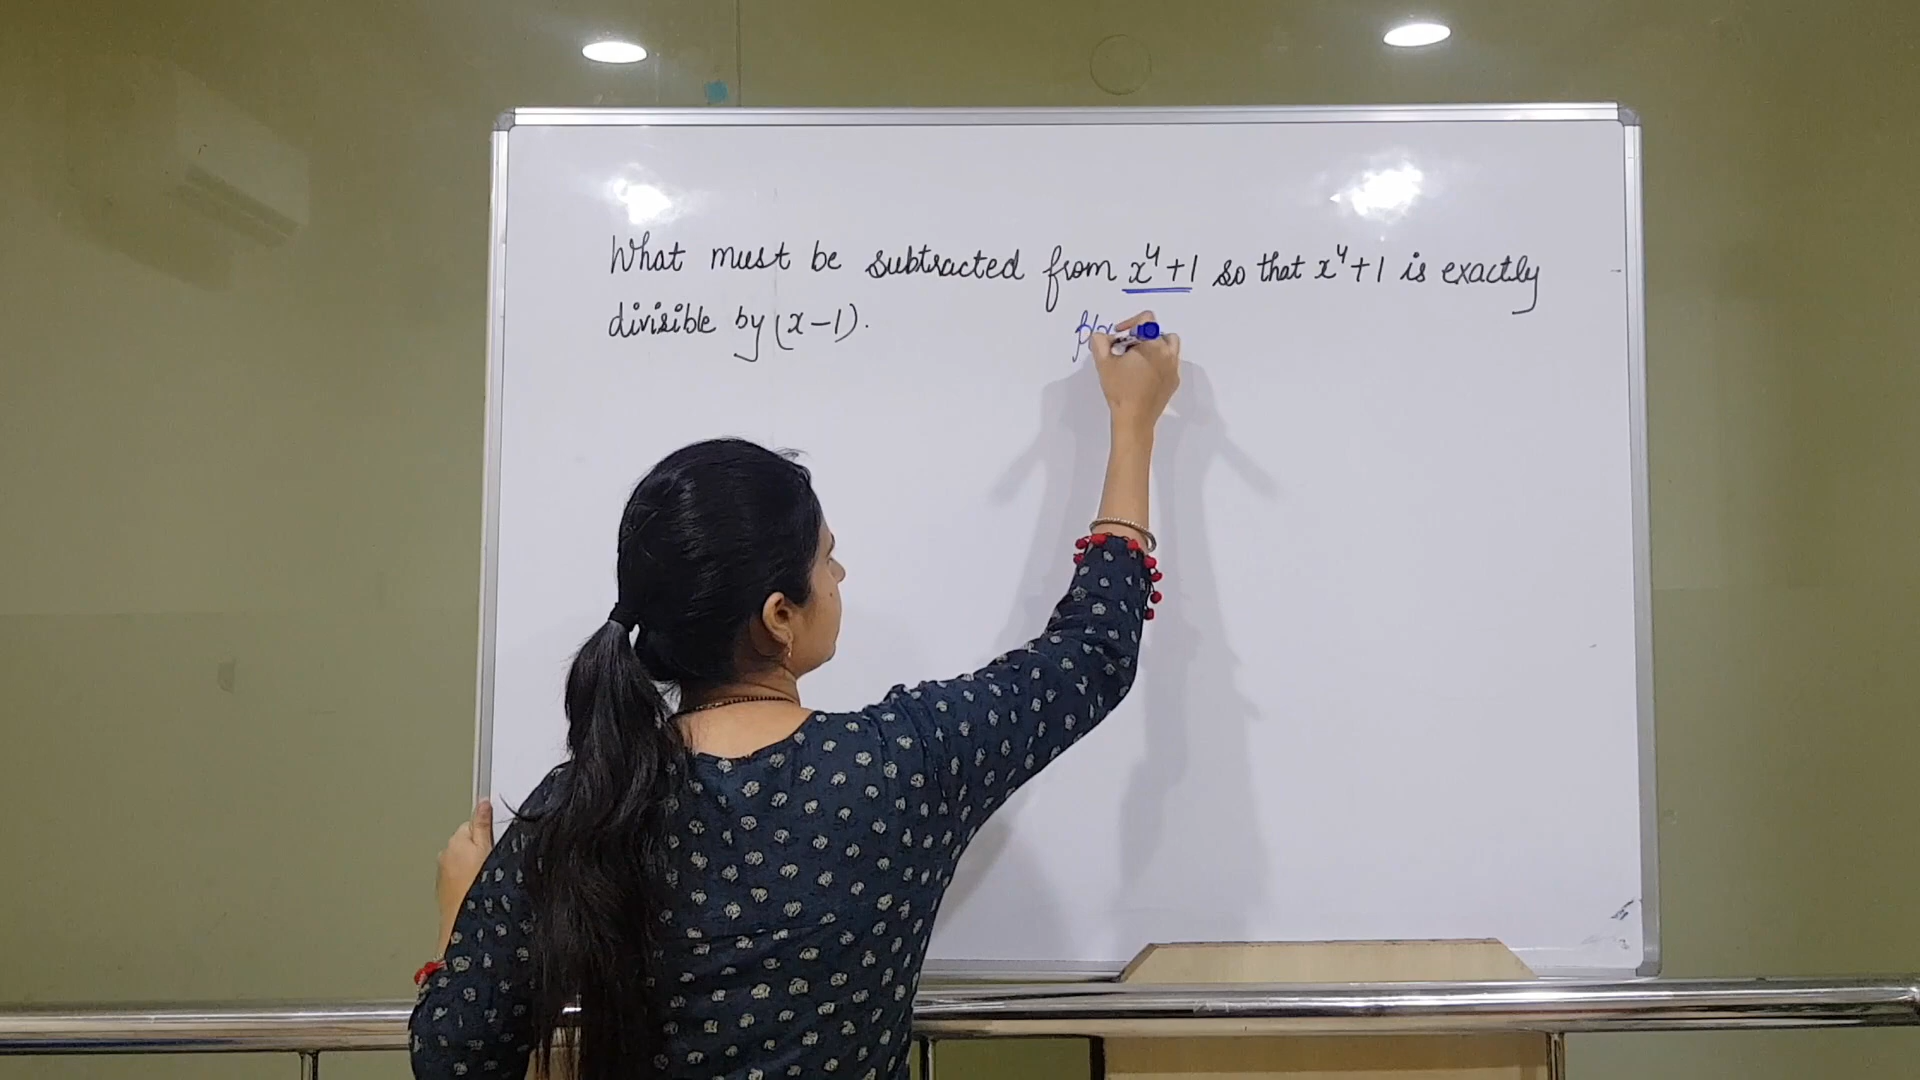 What must be subtracted from x⁴+1 so that x⁴+1 is exactly
divisible by (x-1).
p(x